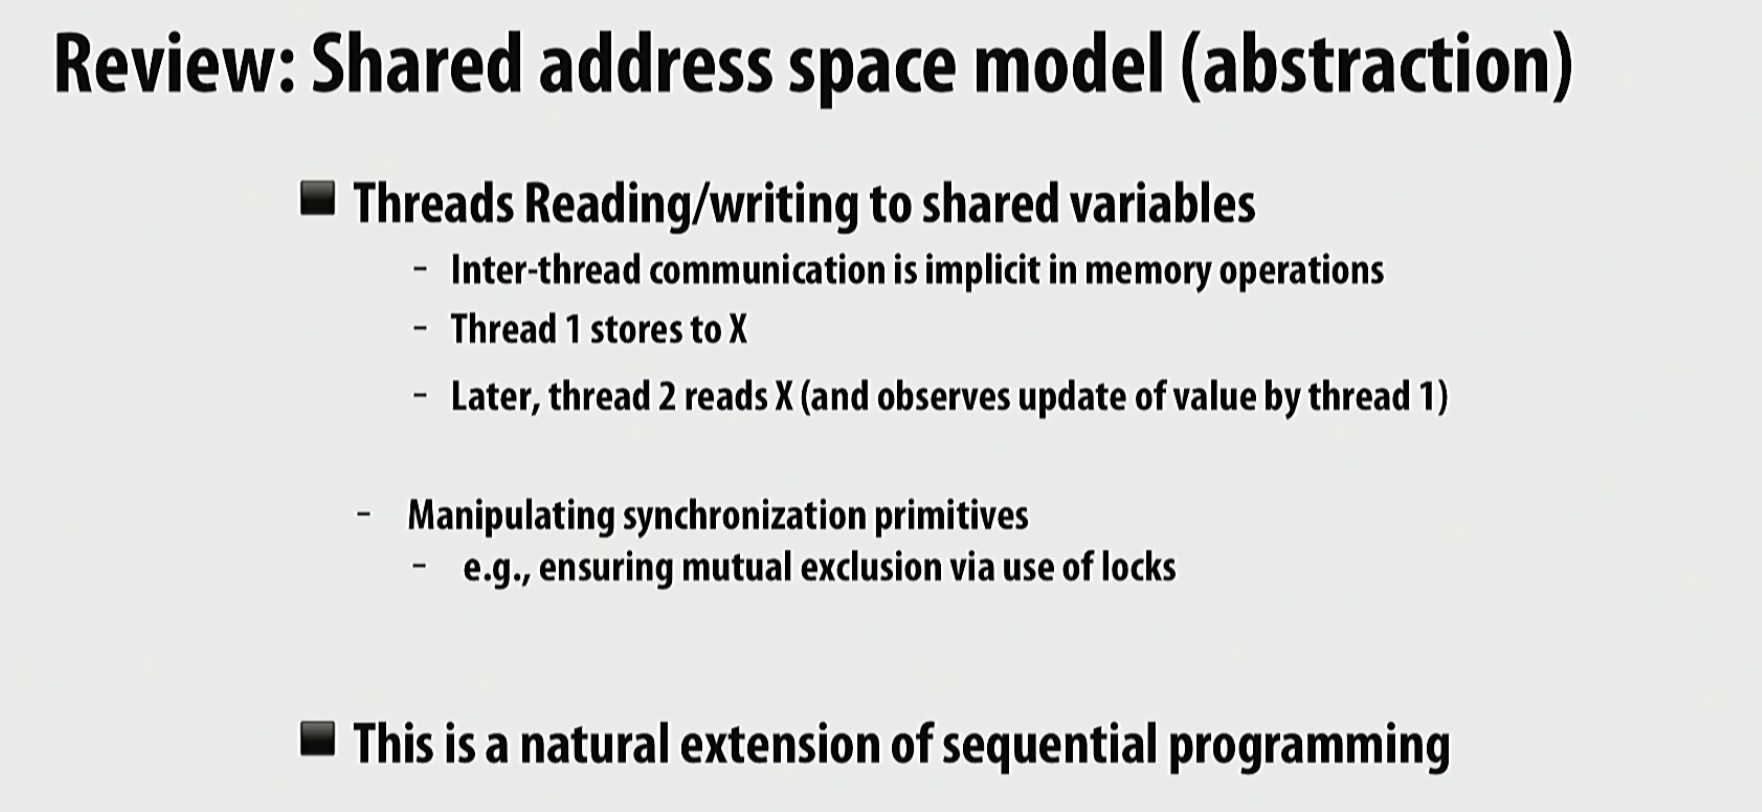 Review: Shared address space model (abstraction)
■ Threads Reading/writing to shared variables
- Inter-thread communication is implicit in memory operations
- Thread 1 stores to X
- Later, thread 2 reads X (and observes update of value by thread 1)
- Manipulating synchronization primitives
- e.g., ensuring mutual exclusion via use of locks
■ This is a natural extension of sequential programming